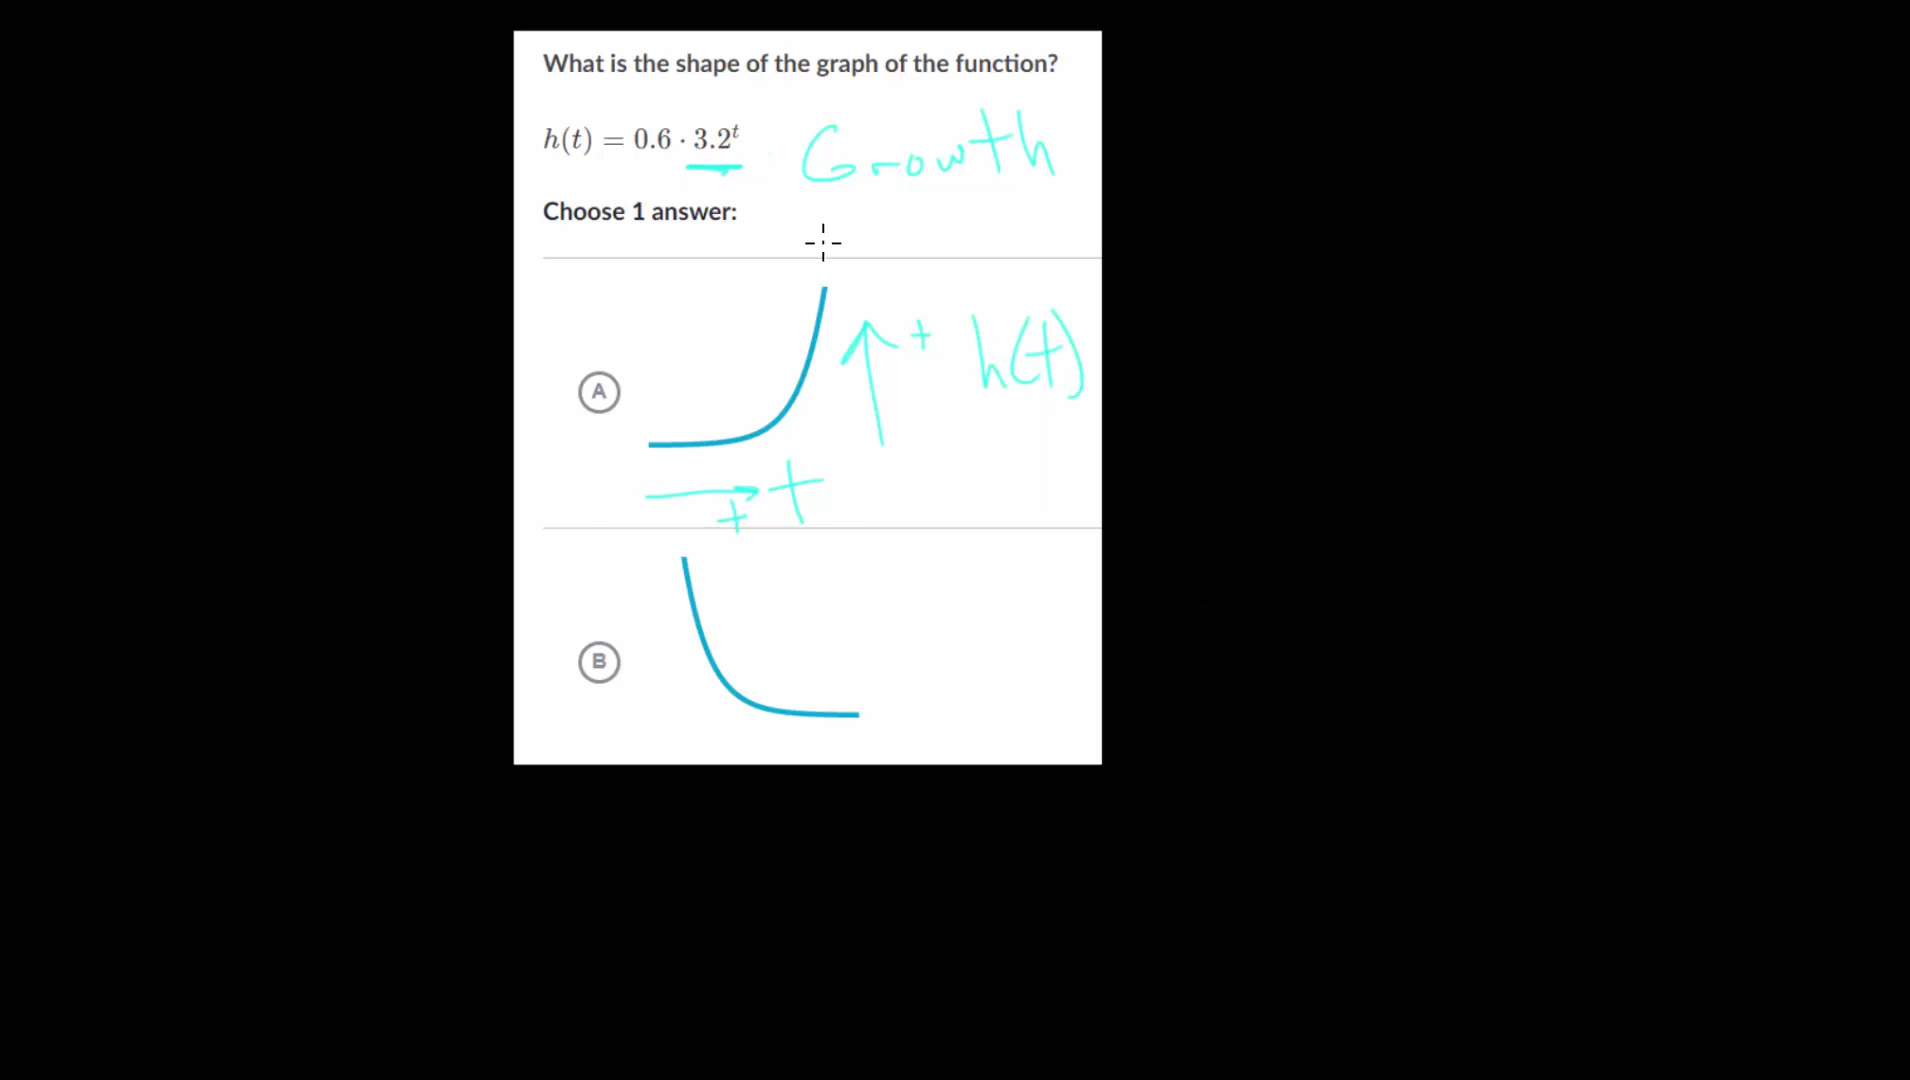 What is the shape of the graph of the function?
h(t) = 0.6 · 3.2^t Growth
Choose 1 answer:
+ h(t)
A
t
+
B